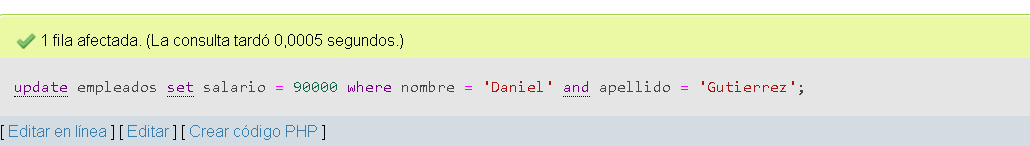 1 fila afectada. (La consulta tardó 0,0005 segundos.)
update empleados set salario = 90000 where nombre = 'Daniel' and apellido = 'Gutierrez';
[ Editar en línea ] [ Editar ] [ Crear código PHP ]